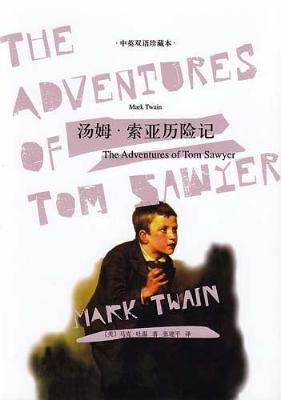 THE
·中英双语珍藏本·
ADVENTURES
Mark Twain
OF
汤姆·索亚历险记
The Adventures of Tom Sawyer
TOM SAWYER
MARK TWAIN
〔美〕马克·吐温 著 张建平 译